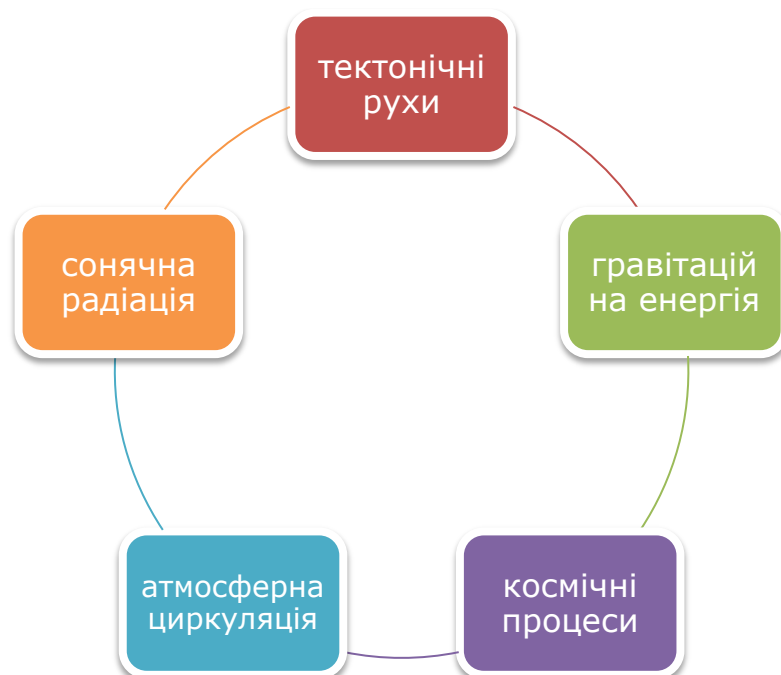 тектонічні
рухи
гравітацій
на енергія
космічні
процеси
атмосферна
циркуляція
сонячна
радіація